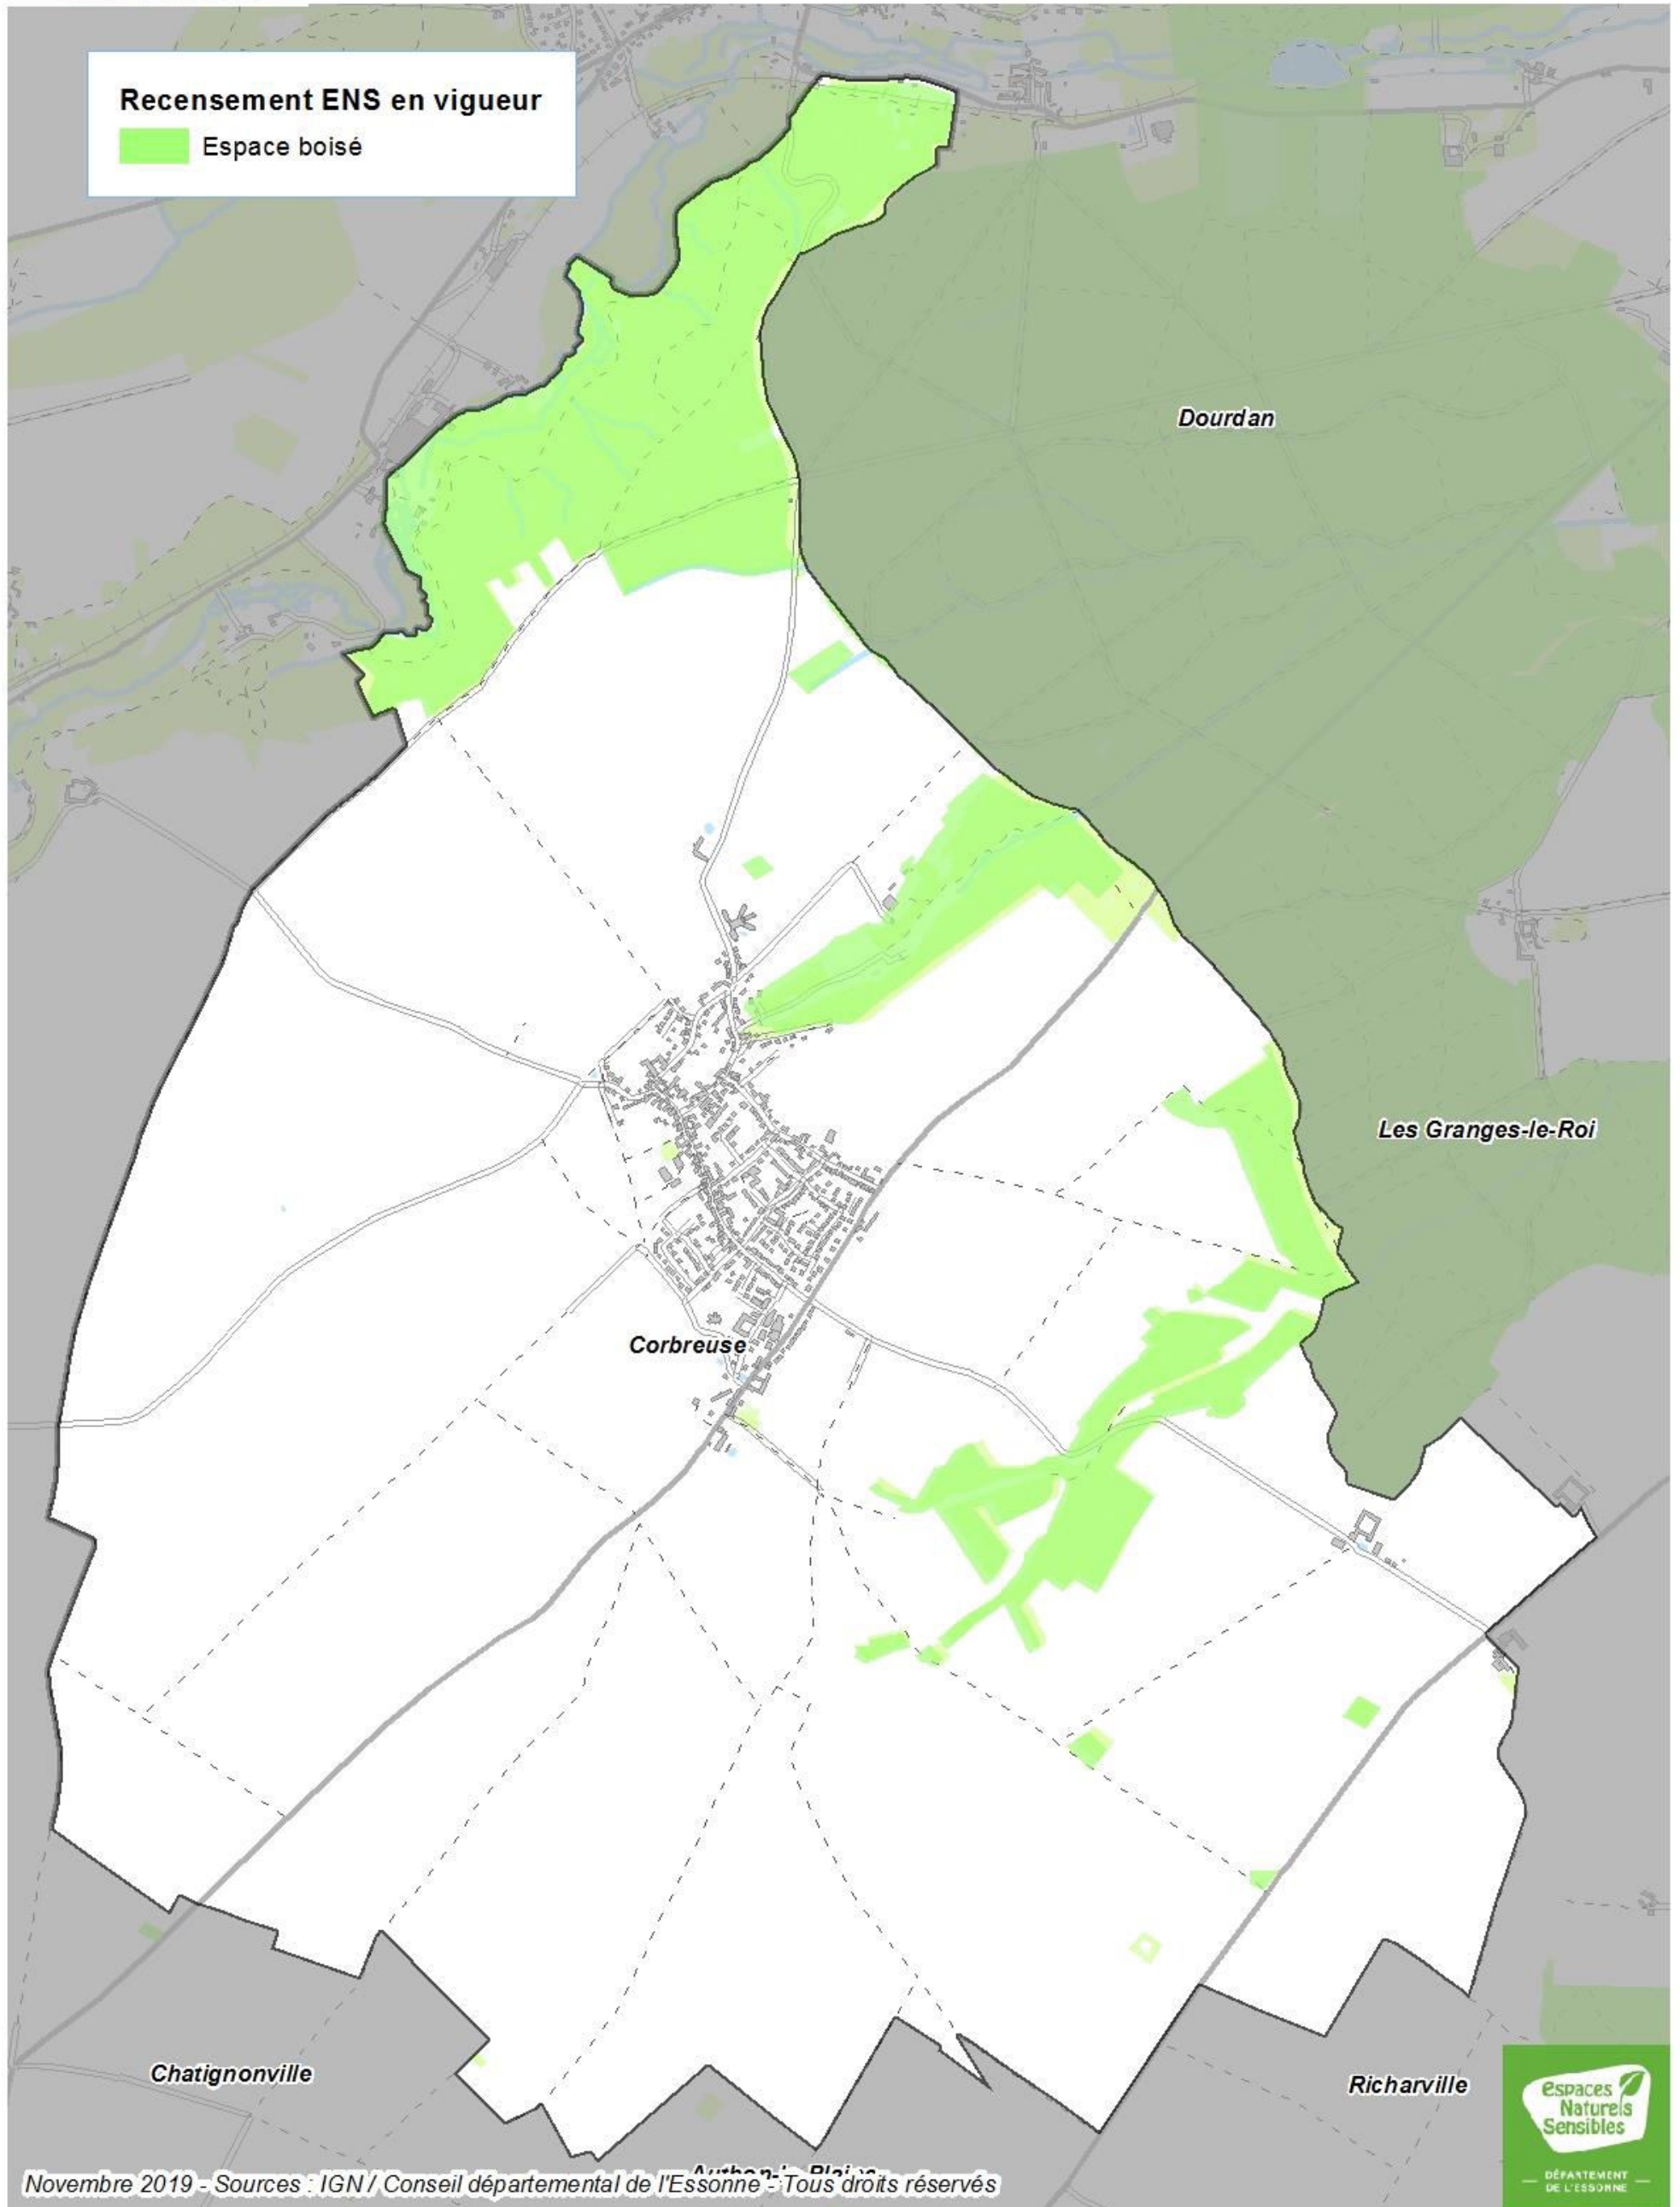 Recensement ENS en vigueur
Espace boisé
Dourdan
Les Granges-le-Roi
Corbreuse
Chatignonville
Richarville
espaces
Naturels
Sensibles
DÉPARTEMENT
DE L'ESSONNE
Novembre 2019 - Sources : IGN / Conseil départemental de l'Essonne - Tous droits réservés